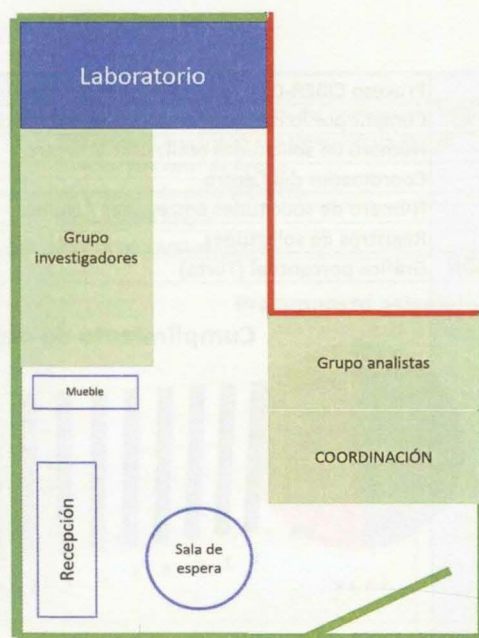 Laboratorio
Grupo
investigadores
Grupo analistas
Mueble
COORDINACIÓN
Recepción
Sala de
espera